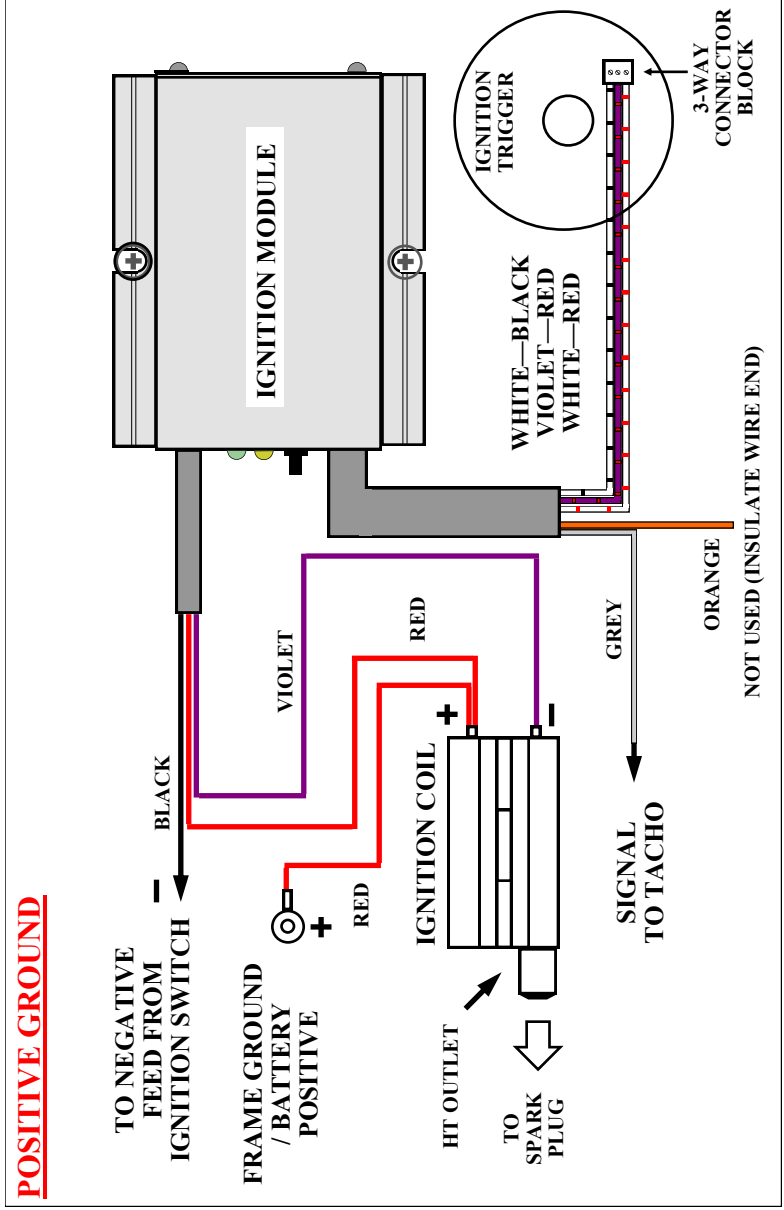 POSITIVE GROUND
TO NEGATIVE
FEED FROM
IGNITION SWITCH
–
BLACK
FRAME GROUND
/ BATTERY
POSITIVE
+
RED
VIOLET
RED
IGNITION MODULE
IGNITION COIL
+
–
HT OUTLET
TO
SPARK
PLUG
SIGNAL
TO TACHO
GREY
ORANGE
NOT USED (INSULATE WIRE END)
WHITE—BLACK
VIOLET—RED
WHITE—RED
IGNITION
TRIGGER
3-WAY
CONNECTOR
BLOCK